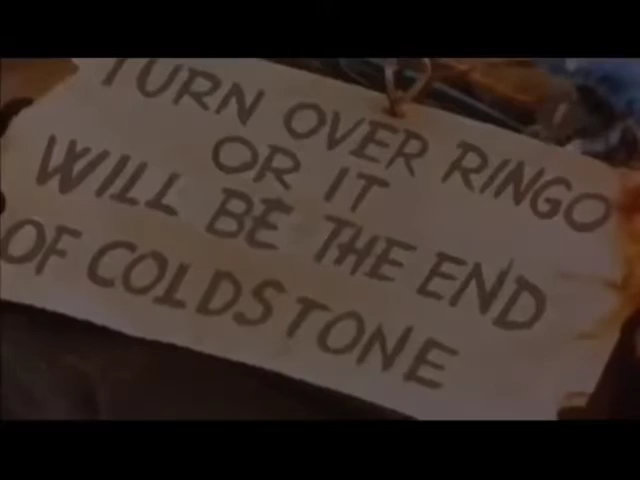 TURN OVER RINGO
OR IT
WILL BE THE END
OF COLDSTONE